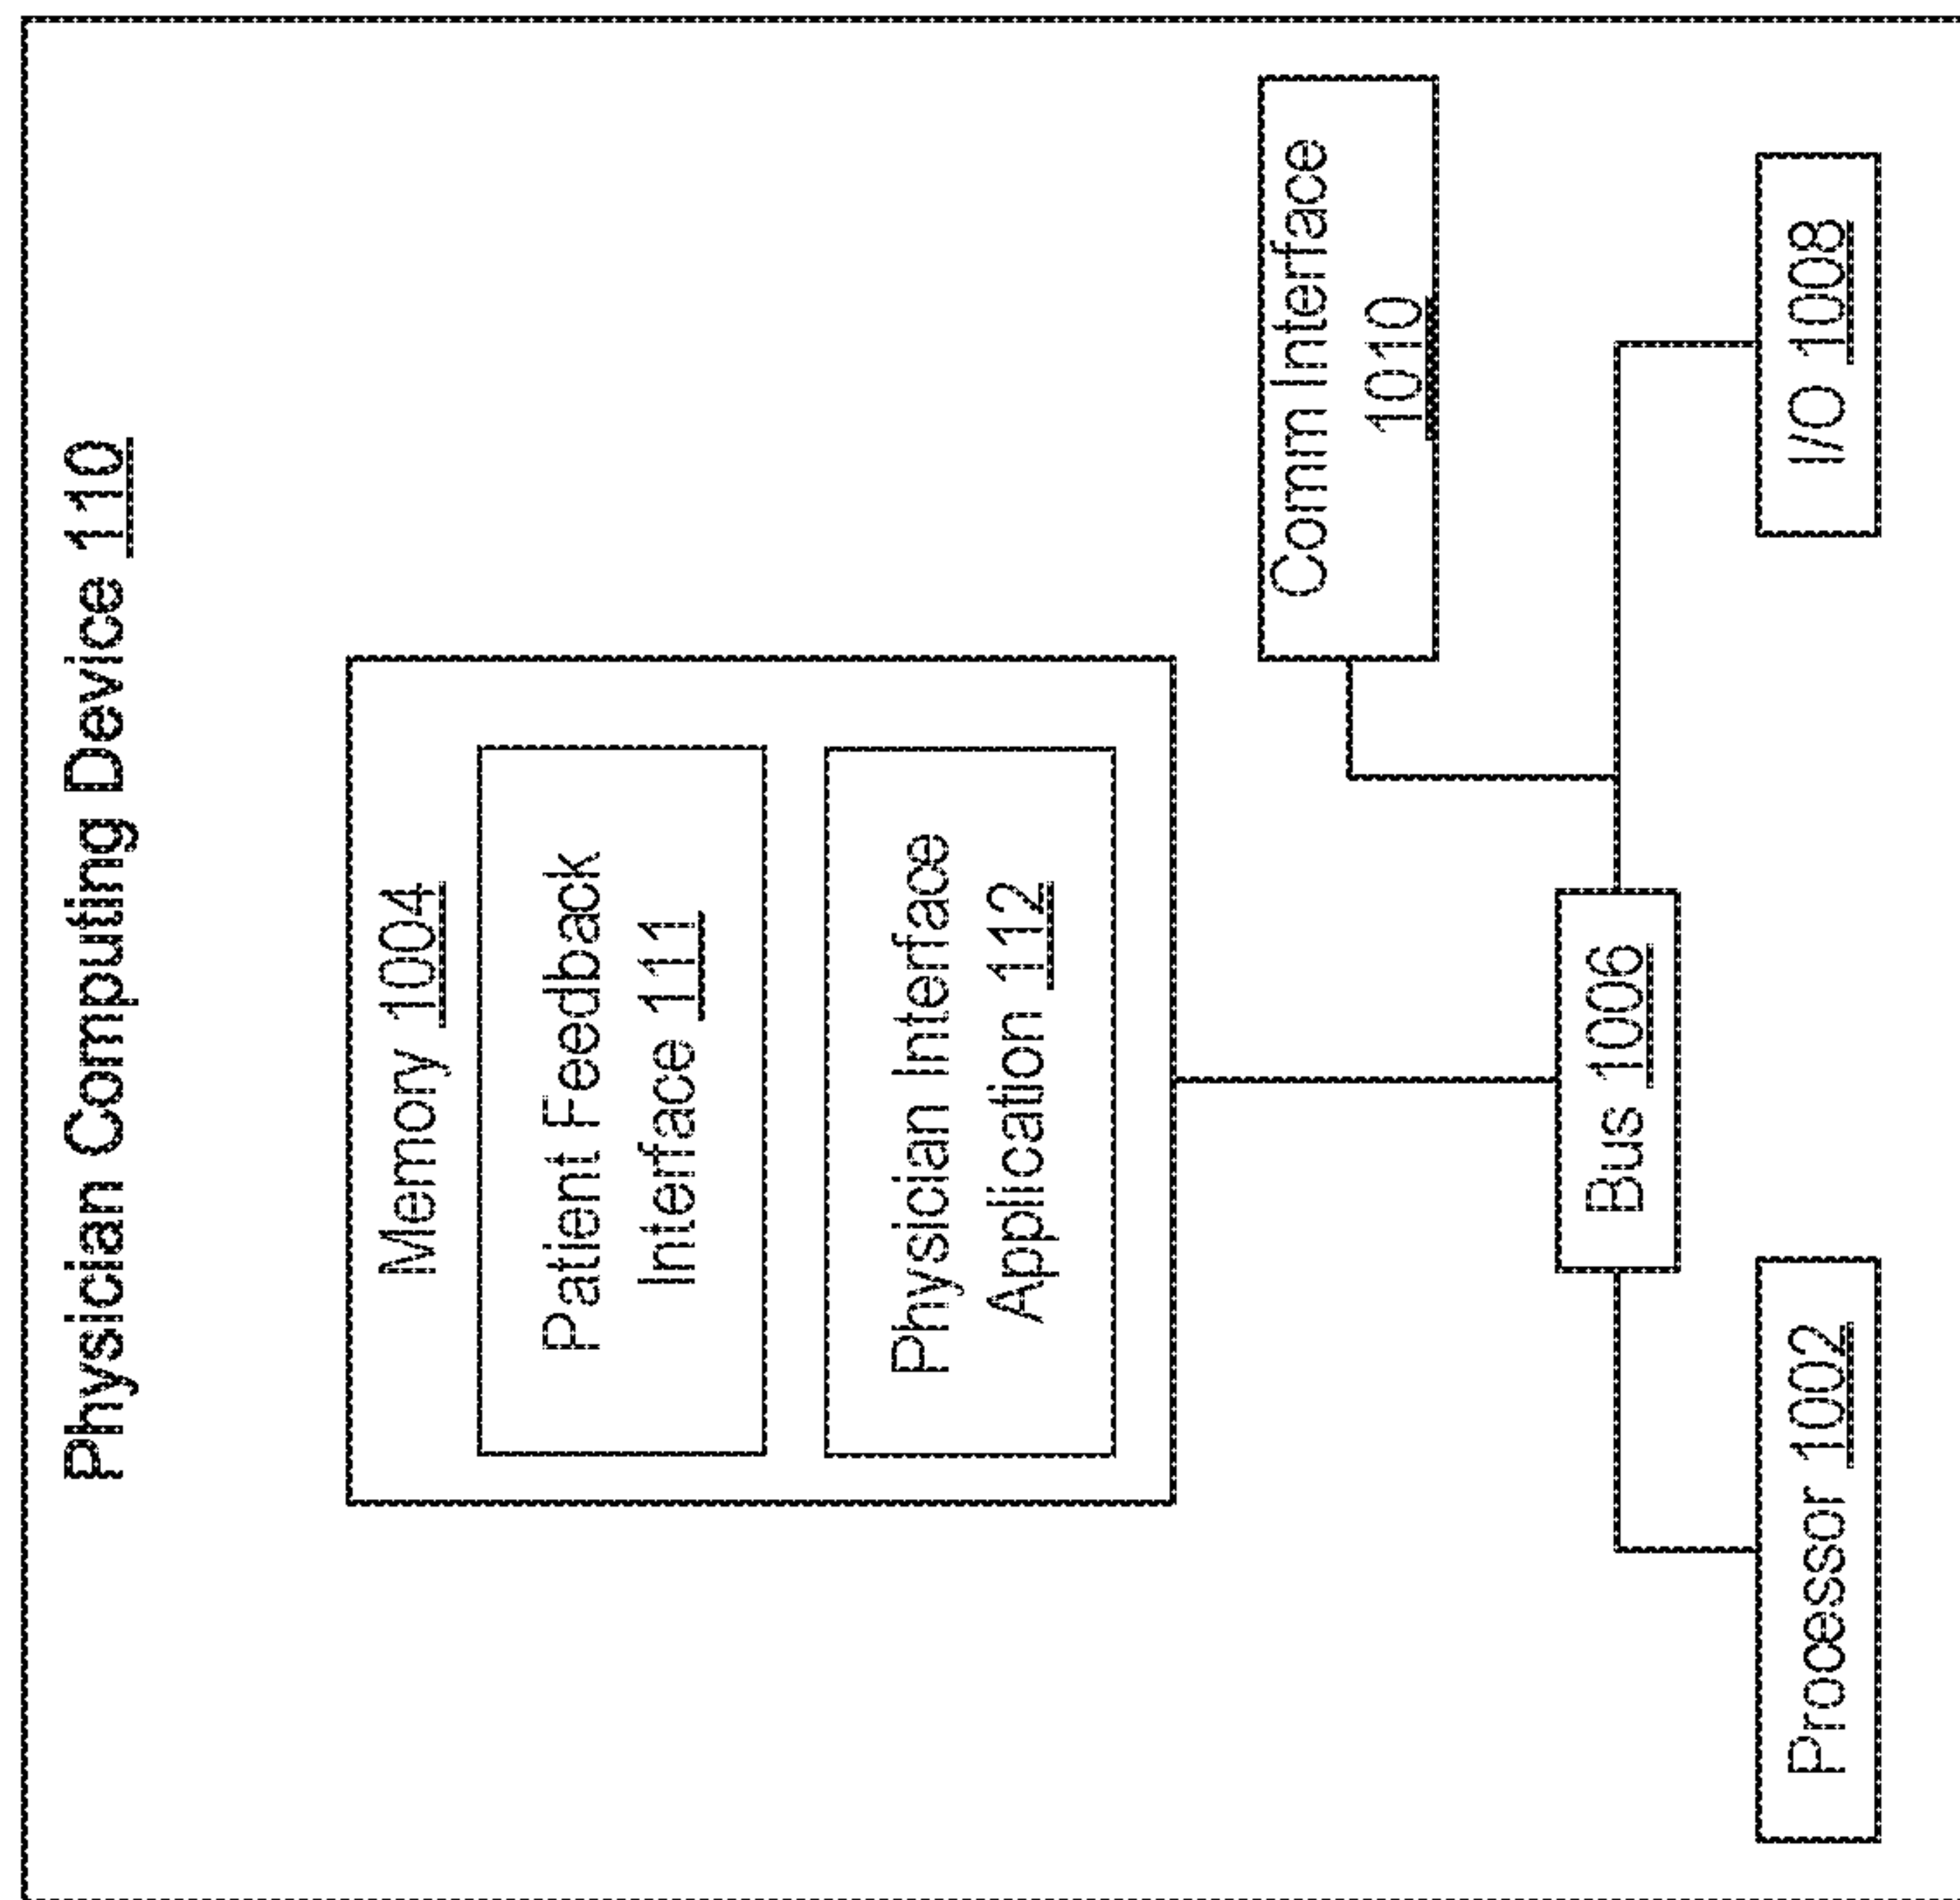 Physician Computing Device 110
Memory 1004
Patient Feedback
Interface 111
Physician Interface
Application 112
Comm Interface
1010
Bus 1006
Processor 1002
I/O 1008